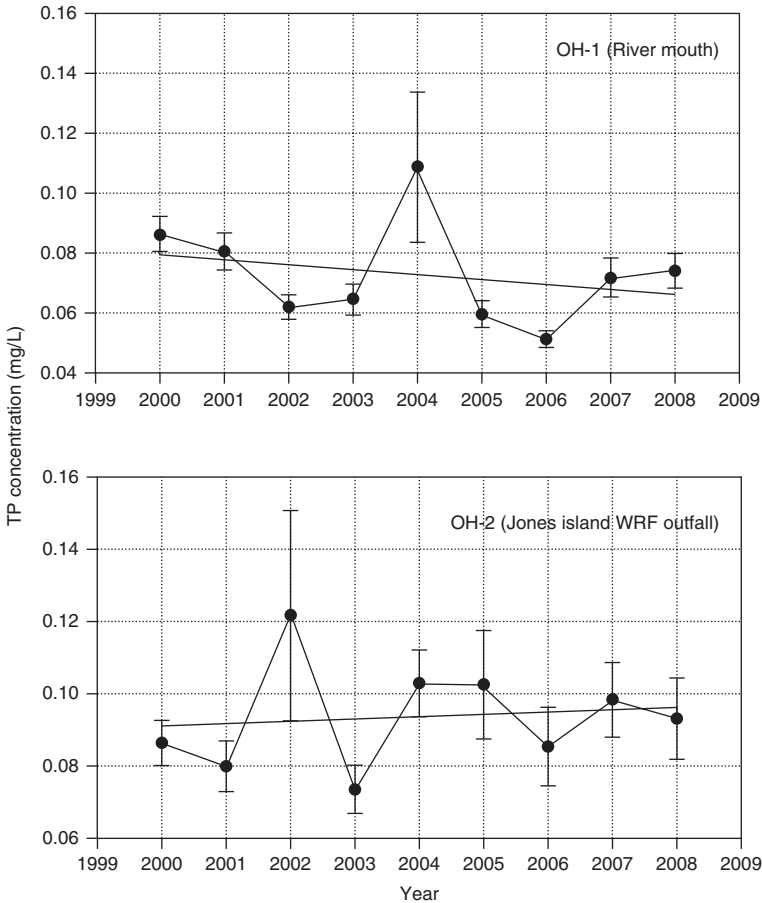 0.16
OH-1 (River mouth)
0.14
0.12
0.10
0.08
0.06
0.04
1999 2000 2001 2002 2003 2004 2005 2006 2007 2008 2009
TP concentration (mg/L)
0.16
OH-2 (Jones island WRF outfall)
0.14
0.12
0.10
0.08
0.06
1999 2000 2001 2002 2003 2004 2005 2006 2007 2008 2009
Year